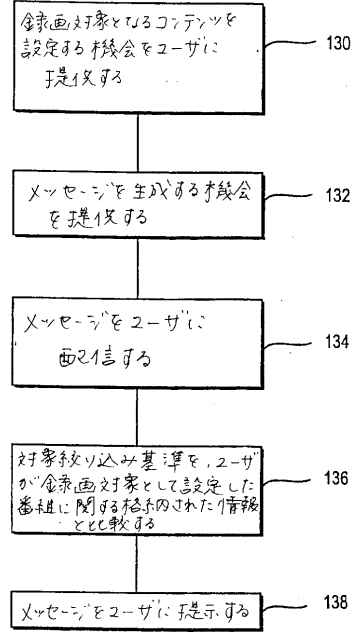 録画対象となるコンテンツを
設定する機会をユーザに
提供する
130
メッセージを生成する機会
を提供する
132
メッセージをユーザに
配信する
134
対象絞り込み基準を、ユーザ
が録画対象として設定した
番組に関する格納された情報
と比較する
136
メッセージをユーザに提示する
138